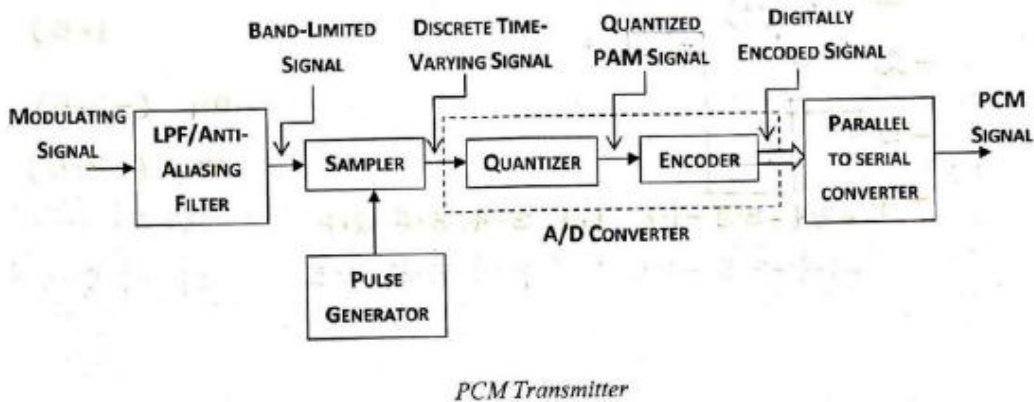 BAND-LIMITED
SIGNAL
DISCRETE TIME-
VARYING SIGNAL
QUANTIZED
PAM SIGNAL
DIGITALLY
ENCODED SIGNAL
MODULATING
SIGNAL
LPF/ANTI-
ALIASING
FILTER
SAMPLER
QUANTIZER
ENCODER
PARALLEL
TO SERIAL
CONVERTER
PCM
SIGNAL
A/D CONVERTER
PULSE
GENERATOR
PCM Transmitter